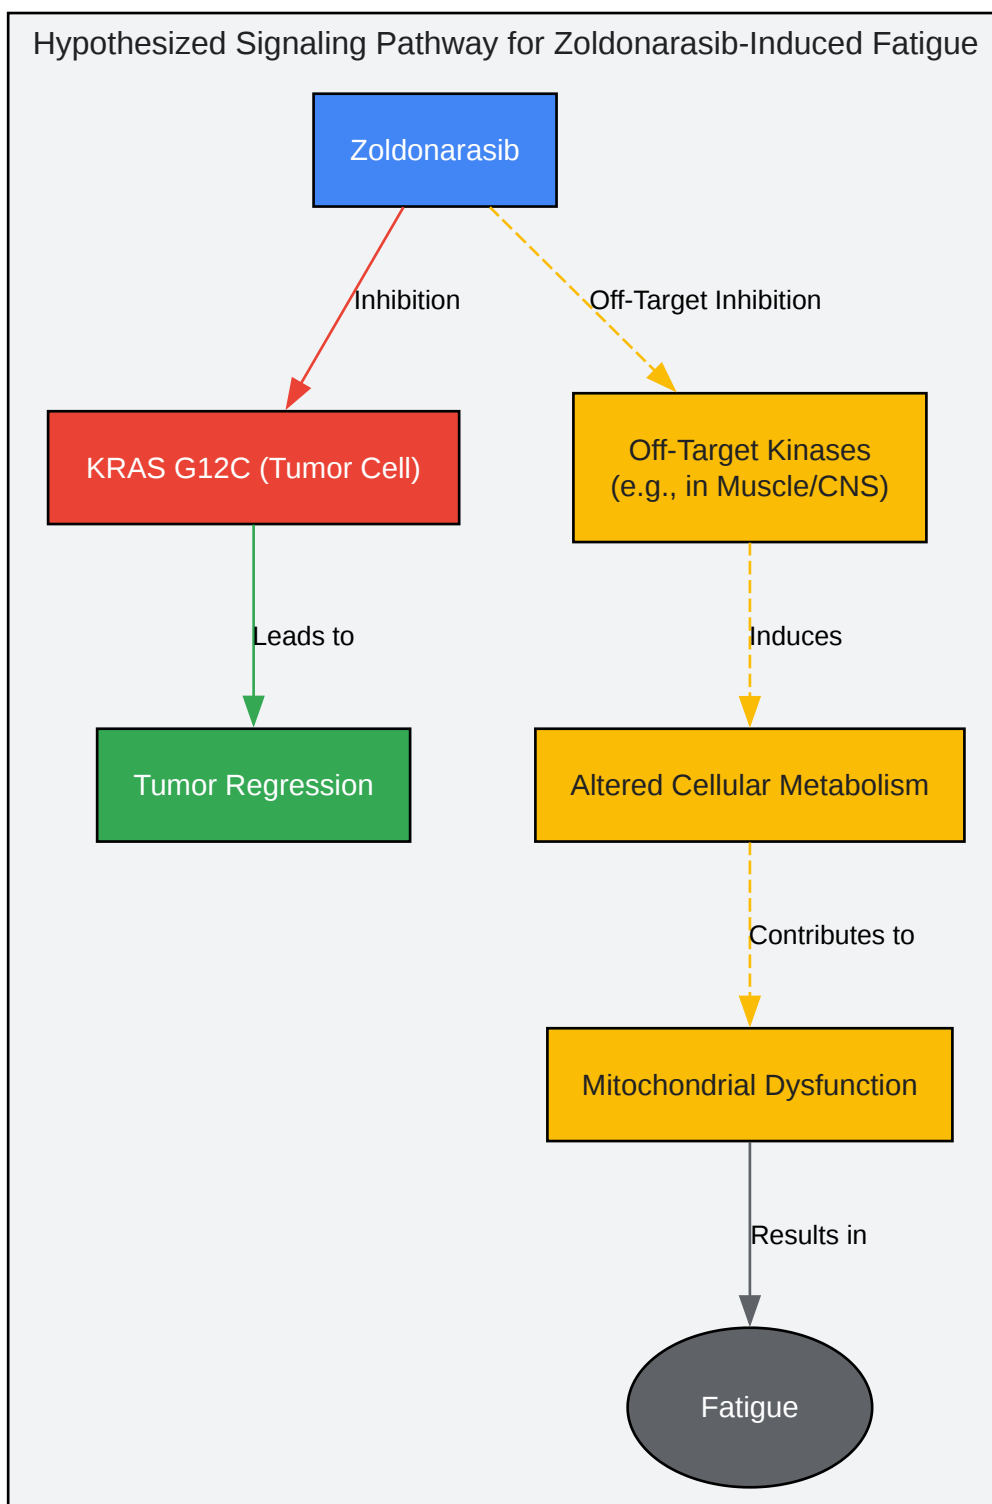 Hypothesized Signaling Pathway for Zoldonarasib-Induced Fatigue
Zoldonarasib
Inhibition
Off-Target Inhibition
KRAS G12C (Tumor Cell)
Off-Target Kinases
(e.g., in Muscle/CNS)
Leads to
Induces
Tumor Regression
Altered Cellular Metabolism
Contributes to
Mitochondrial Dysfunction
Results in
Fatigue